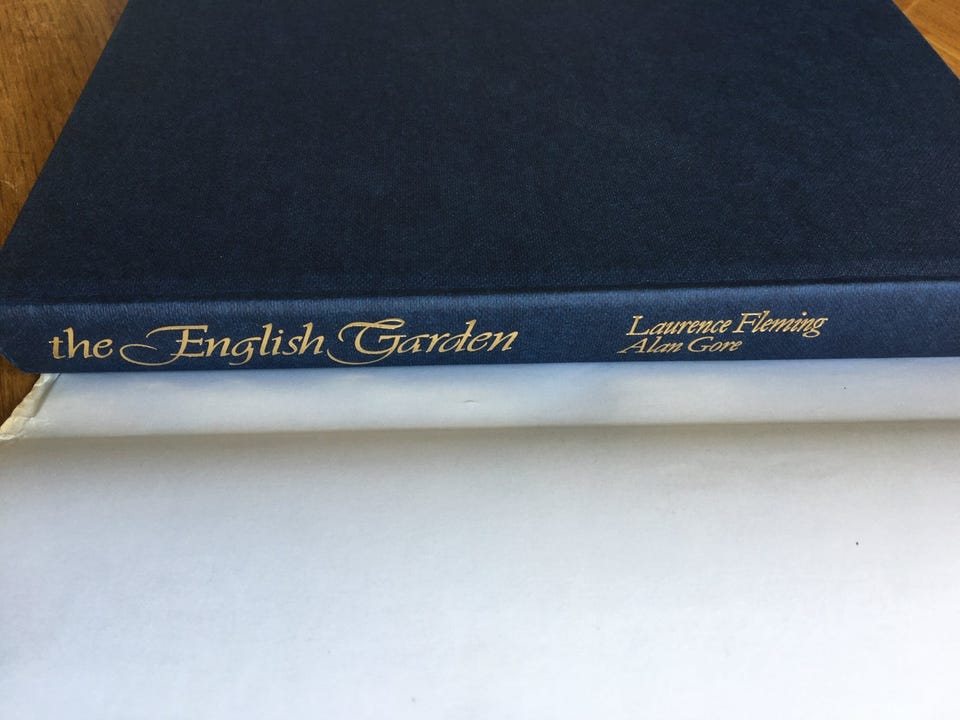 the English Garden
Laurence Fleming
Alan Gore